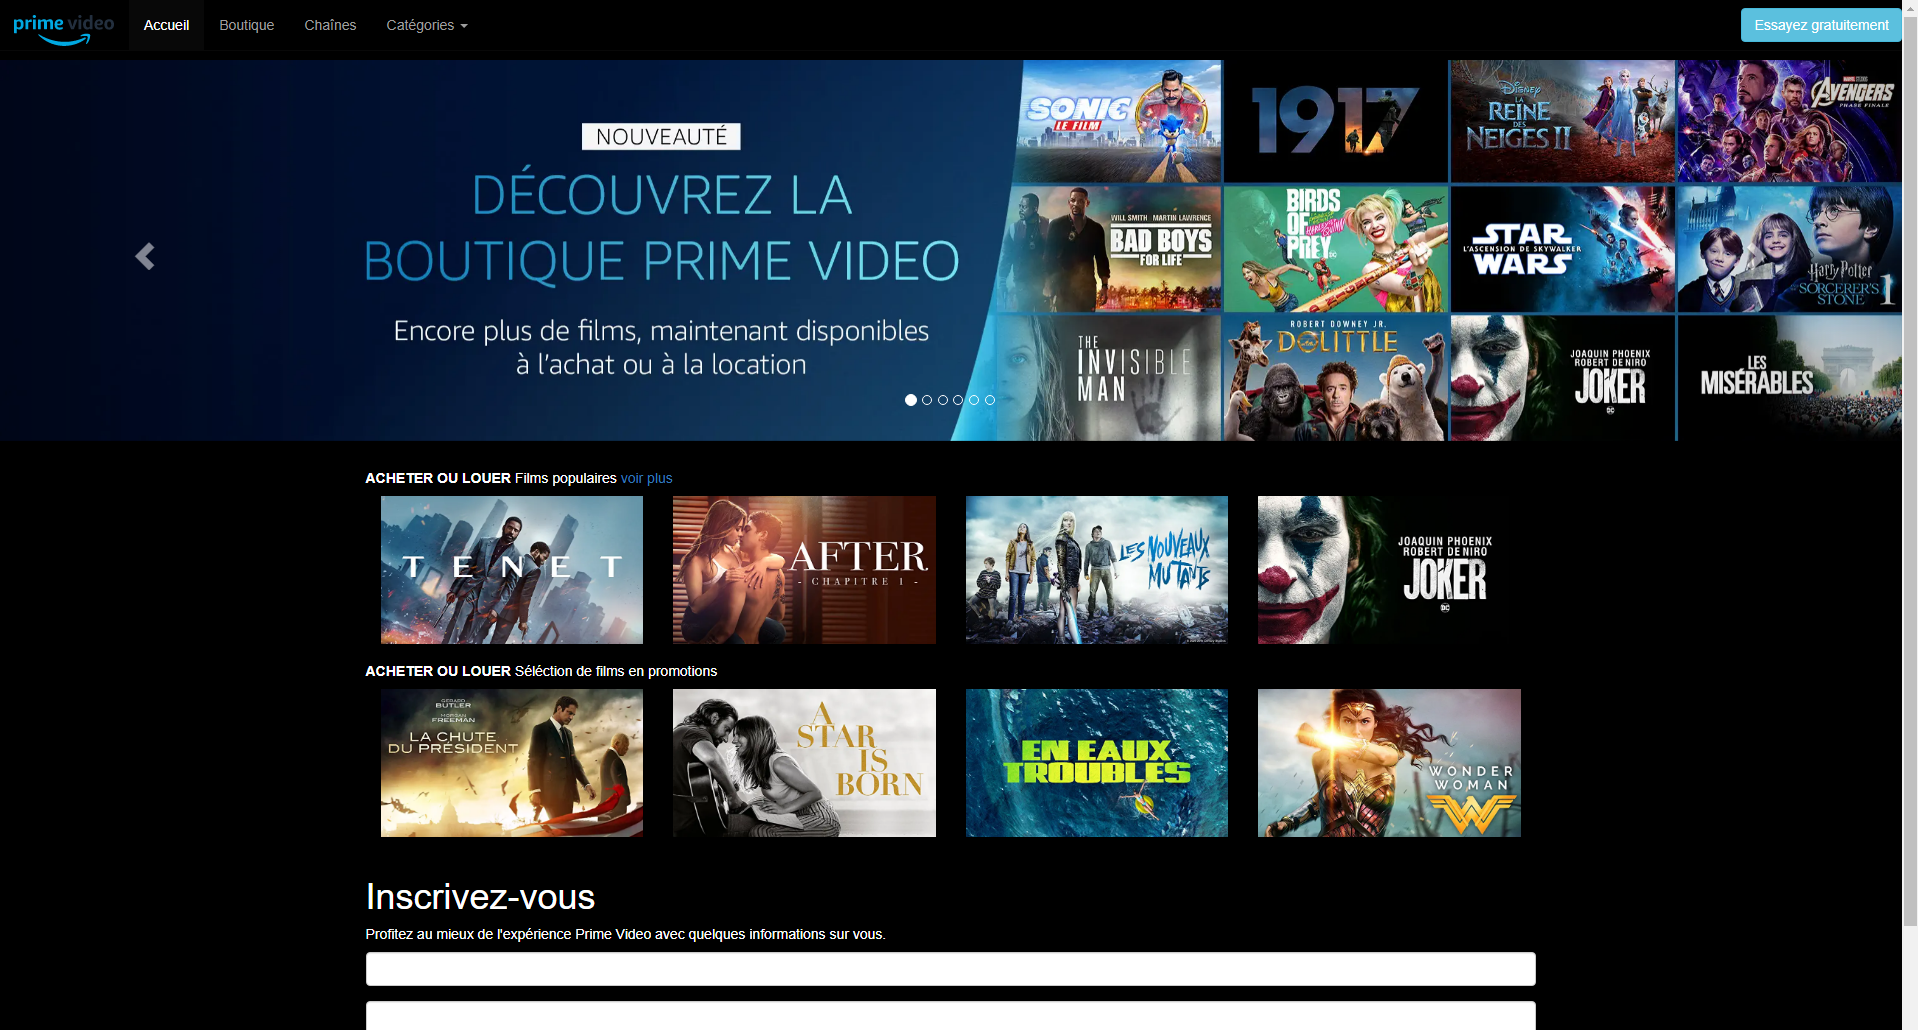 prime video
Accueil
Boutique
Chaînes
Catégories
Essayez gratuitement
NOUVEAUTÉ
DÉCOUVREZ LA
BOUTIQUE PRIME VIDEO
Encore plus de films, maintenant disponibles
à l'achat ou à la location
SONIC
LE FILM
1917
DISNEY
LA
REINE
DES
NEIGES II
MARVEL STUDIOS
AVENGERS
PHASE FINALE
WILL SMITH MARTIN LAWRENCE
BAD BOYS
FOR LIFE
BIRDS
OF
PREY
STAR
L'ASCENSION DE SKYWALKER
WARS
Harry Potter
SORCERER'S
STONE 1
THE
INVISIBLE
MAN
ROBERT DOWNEY JR.
DOLITTLE
JOAQUIN PHOENIX
ROBERT DE NIRO
JOKER
DC
LES
MISÉRABLES
ACHETER OU LOUER Films populaires voir plus
TENET
AFTER.
- CHAPITRE 1 -
LES NOUVEAUX
MUTANTS
JOAQUIN PHOENIX
ROBERT DE NIRO
JOKER
DC
ACHETER OU LOUER Séléction de films en promotions
GERARD
BUTLER
MORGAN
FREEMAN
LA CHUTE
DU PRÉSIDENT
A
STAR
IS
BORN
EN EAUX
TROUBLES
WONDER
WOMAN
Inscrivez-vous
Profitez au mieux de l'expérience Prime Video avec quelques informations sur vous.